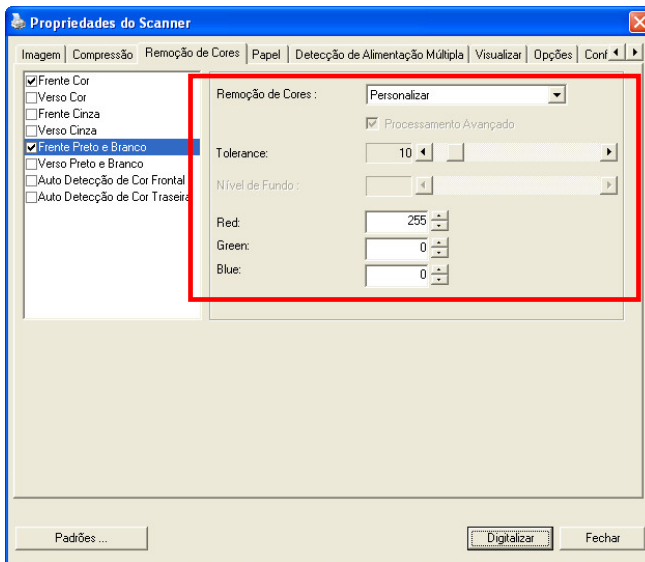 Propriedades do Scanner
Imagem Compressão Remoção de Cores Papel Detecção de Alimentação Múltipla Visualizar Opções Conf
Frente Cor
Verso Cor
Frente Cinza
Verso Cinza
Frente Preto e Branco
Verso Preto e Branco
Auto Detecção de Cor Frontal
Auto Detecção de Cor Traseira
Remoção de Cores : Personalizar
Processamento Avançado
Tolerance: 10
Nível de Fundo :
Red: 255
Green: 0
Blue: 0
Padrões ... Digitalizar Fechar